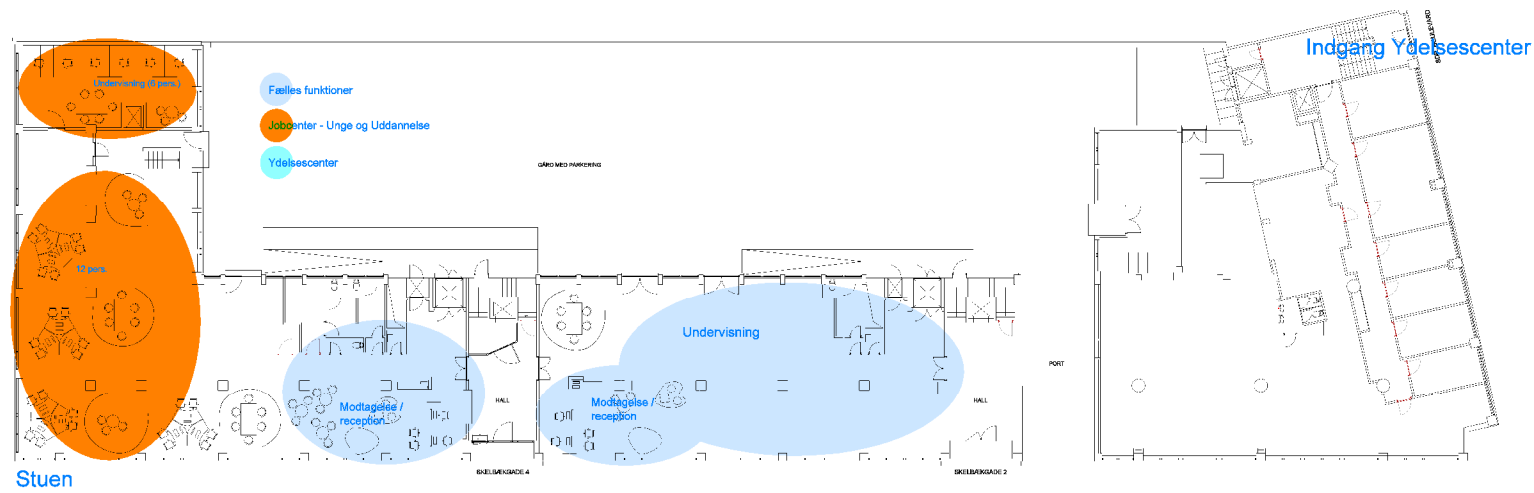 Indgang Ydelsescenter
Undervisning (6 pers.)
Fælles funktioner
Jobcenter - Unge og Uddannelse
Ydelsescenter
GÅRD MED PARKERING
12 pers.
Undervisning
PORT
Modtagelse /
reception
HALL
Modtagelse /
reception
HALL
SKELBÆKGADE 4
SKELBÆKGADE 2
Stuen